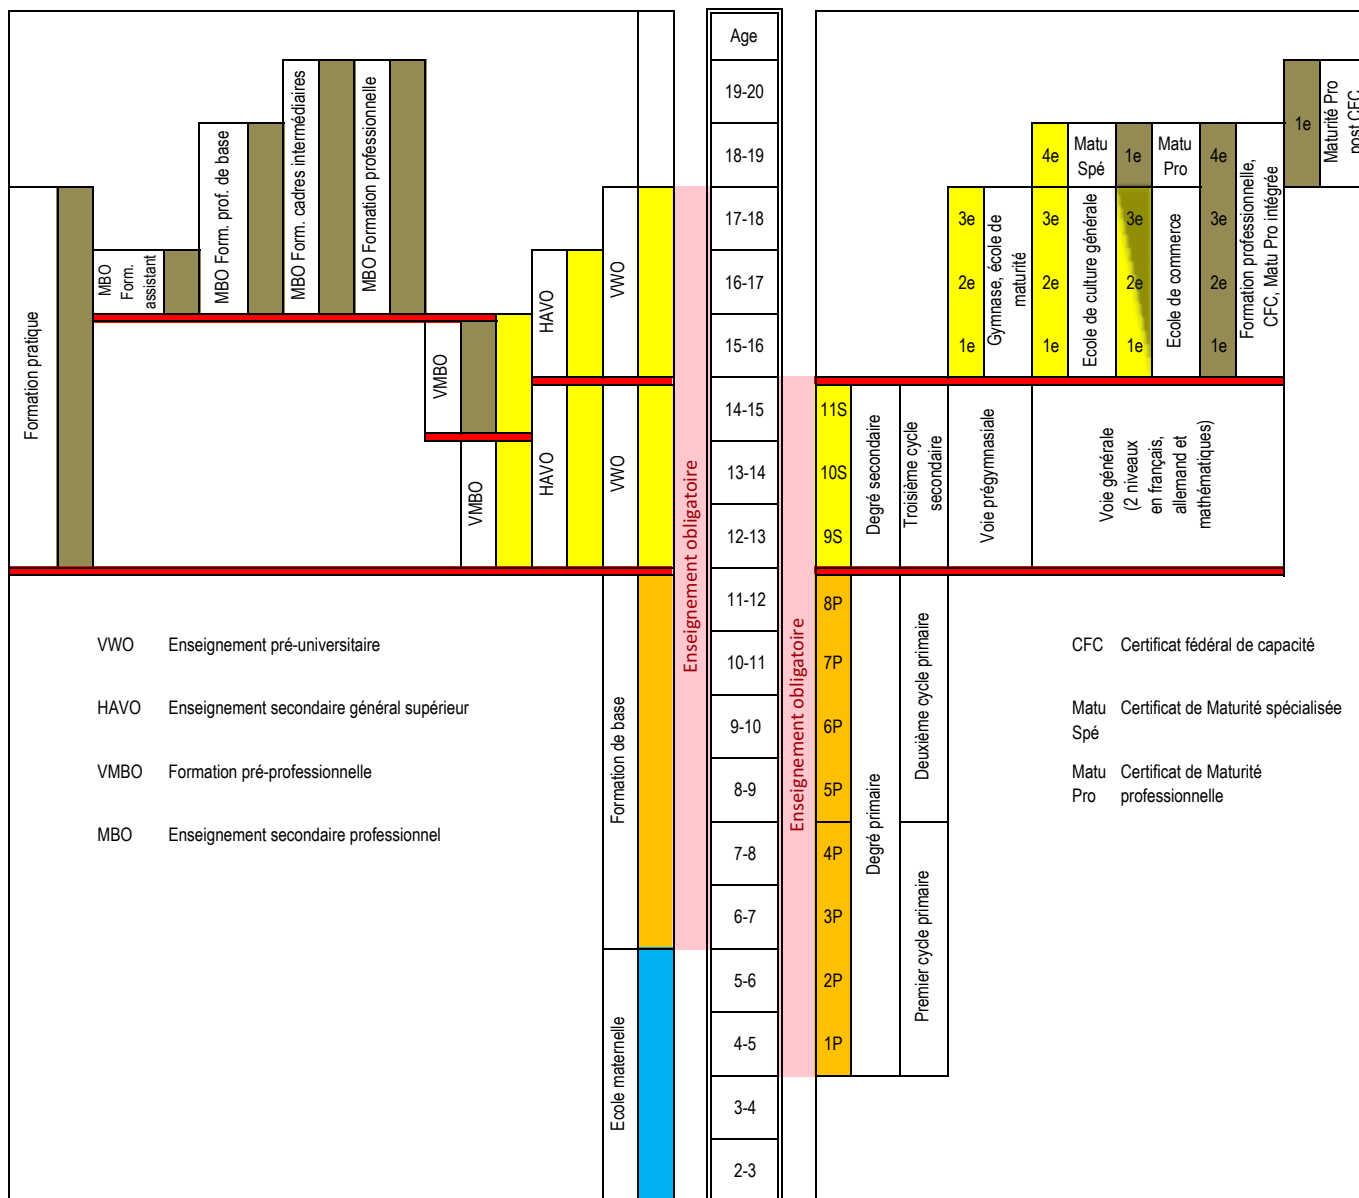 Age
19-20
18-19
17-18
16-17
15-16
14-15
13-14
12-13
11-12
10-11
9-10
8-9
7-8
6-7
5-6
4-5
3-4
2-3
Formation pratique
MBO
Form.
assistant
MBO Form. prof. de base
MBO Form. cadres intermédiaires
MBO Formation professionnelle
VMBO
VMBO
HAVO
HAVO
VWO
VWO
Formation de base
Ecole maternelle
Enseignement obligatoire
VWO Enseignement pré-universitaire
HAVO Enseignement secondaire général supérieur
VMBO Formation pré-professionnelle
MBO Enseignement secondaire professionnel
Enseignement obligatoire
11S
10S
9S
8P
7P
6P
5P
4P
3P
2P
1P
Degré secondaire
Degré primaire
Troisième cycle
secondaire
Deuxième cycle primaire
Premier cycle primaire
Voie prégymnasiale
Voie générale
(2 niveaux
en français,
allemand et
mathématiques)
3e
2e
1e
Gymnase, école de
maturité
4e
3e
2e
1e
Matu
Spé
Ecole de culture générale
1e
3e
2e
1e
Matu
Pro
Ecole de commerce
4e
3e
2e
1e
Formation professionnelle,
CFC, Matu Pro intégrée
1e
Maturité Pro
post CFC
CFC Certificat fédéral de capacité
Matu Certificat de Maturité spécialisée
Spé
Matu Certificat de Maturité
Pro professionnelle